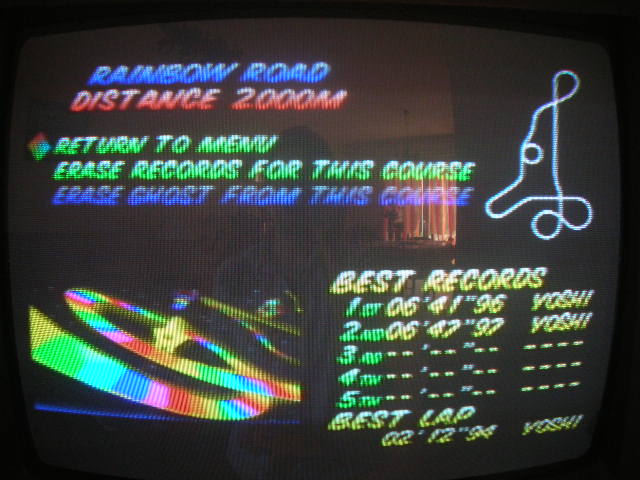 RAINBOW ROAD
DISTANCE 2000M
RETURN TO MENU
ERASE RECORDS FOR THIS COURSE
ERASE GHOST FROM THIS COURSE
BEST RECORDS
1ST 06'41"96 YOSHI
2ND 06'47"97 YOSHI
3RD --'--"-- ----
4TH --'--"-- ----
5TH --'--"-- ----
BEST LAP
02'12"94 YOSHI